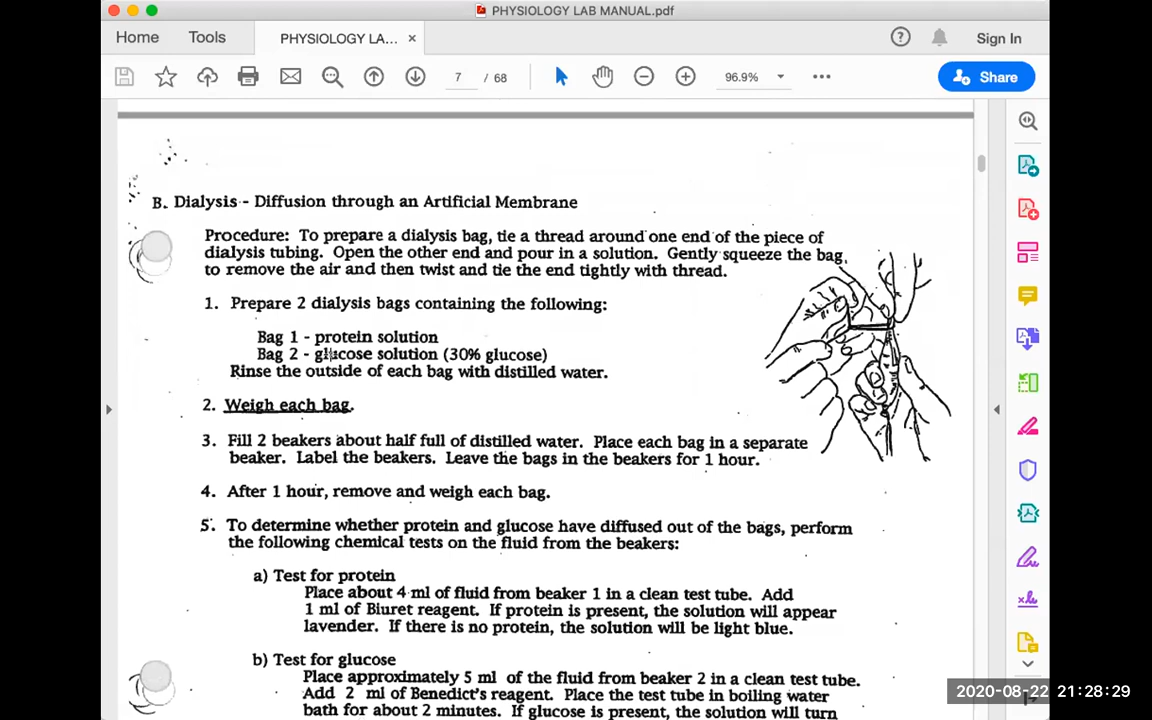 PHYSIOLOGY LAB MANUAL.pdf
Home
Tools
PHYSIOLOGY LA... ×
Sign In
7 / 68
96.9%
Share
B. Dialysis - Diffusion through an Artificial Membrane
Procedure: To prepare a dialysis bag, tie a thread around one end of the piece of
dialysis tubing. Open the other end and pour in a solution. Gently squeeze the bag
to remove the air and then twist and tie the end tightly with thread.
1. Prepare 2 dialysis bags containing the following:
Bag 1 - protein solution
Bag 2 - glucose solution (30% glucose)
Rinse the outside of each bag with distilled water.
2. Weigh each bag.
3. Fill 2 beakers about half full of distilled water. Place each bag in a separate
beaker. Label the beakers. Leave the bags in the beakers for 1 hour.
4. After 1 hour, remove and weigh each bag.
5. To determine whether protein and glucose have diffused out of the bags, perform
the following chemical tests on the fluid from the beakers:
a) Test for protein
Place about 4 ml of fluid from beaker 1 in a clean test tube. Add
1 ml of Biuret reagent. If protein is present, the solution will appear
lavender. If there is no protein, the solution will be light blue.
b) Test for glucose
Place approximately 5 ml of the fluid from beaker 2 in a clean test tube.
Add 2 ml of Benedict's reagent. Place the test tube in boiling water
bath for about 2 minutes. If glucose is present, the solution will turn
2020-08-22 21:28:29